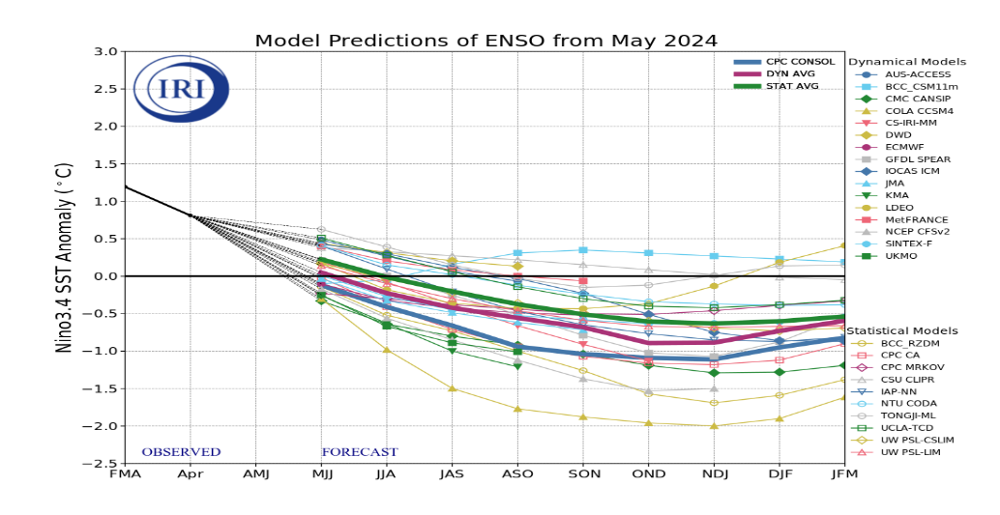 Model Predictions of ENSO from May 2024
IRI
CPC CONSOL
DYN AVG
STAT AVG
Nino3.4 SST Anomaly (°C)
3.0
2.5
2.0
1.5
1.0
0.5
0.0
−0.5
−1.0
−1.5
−2.0
−2.5
OBSERVED
FORECAST
FMA Apr AMJ MJJ JJA JAS ASO SON OND NDJ DJF JFM
Dynamical Models
AUS-ACCESS
BCC_CSM11m
CMC CANSIP
COLA CCSM4
CS-IRI-MM
DWD
ECMWF
GFDL SPEAR
IOCAS ICM
JMA
KMA
LDEO
MetFRANCE
NCEP CFSv2
SINTEX-F
UKMO
Statistical Models
BCC_RZDM
CPC CA
CPC MRKOV
CSU CLIPR
IAP-NN
NTU CODA
TONGJI-ML
UCLA-TCD
UW PSL-CSLIM
UW PSL-LIM